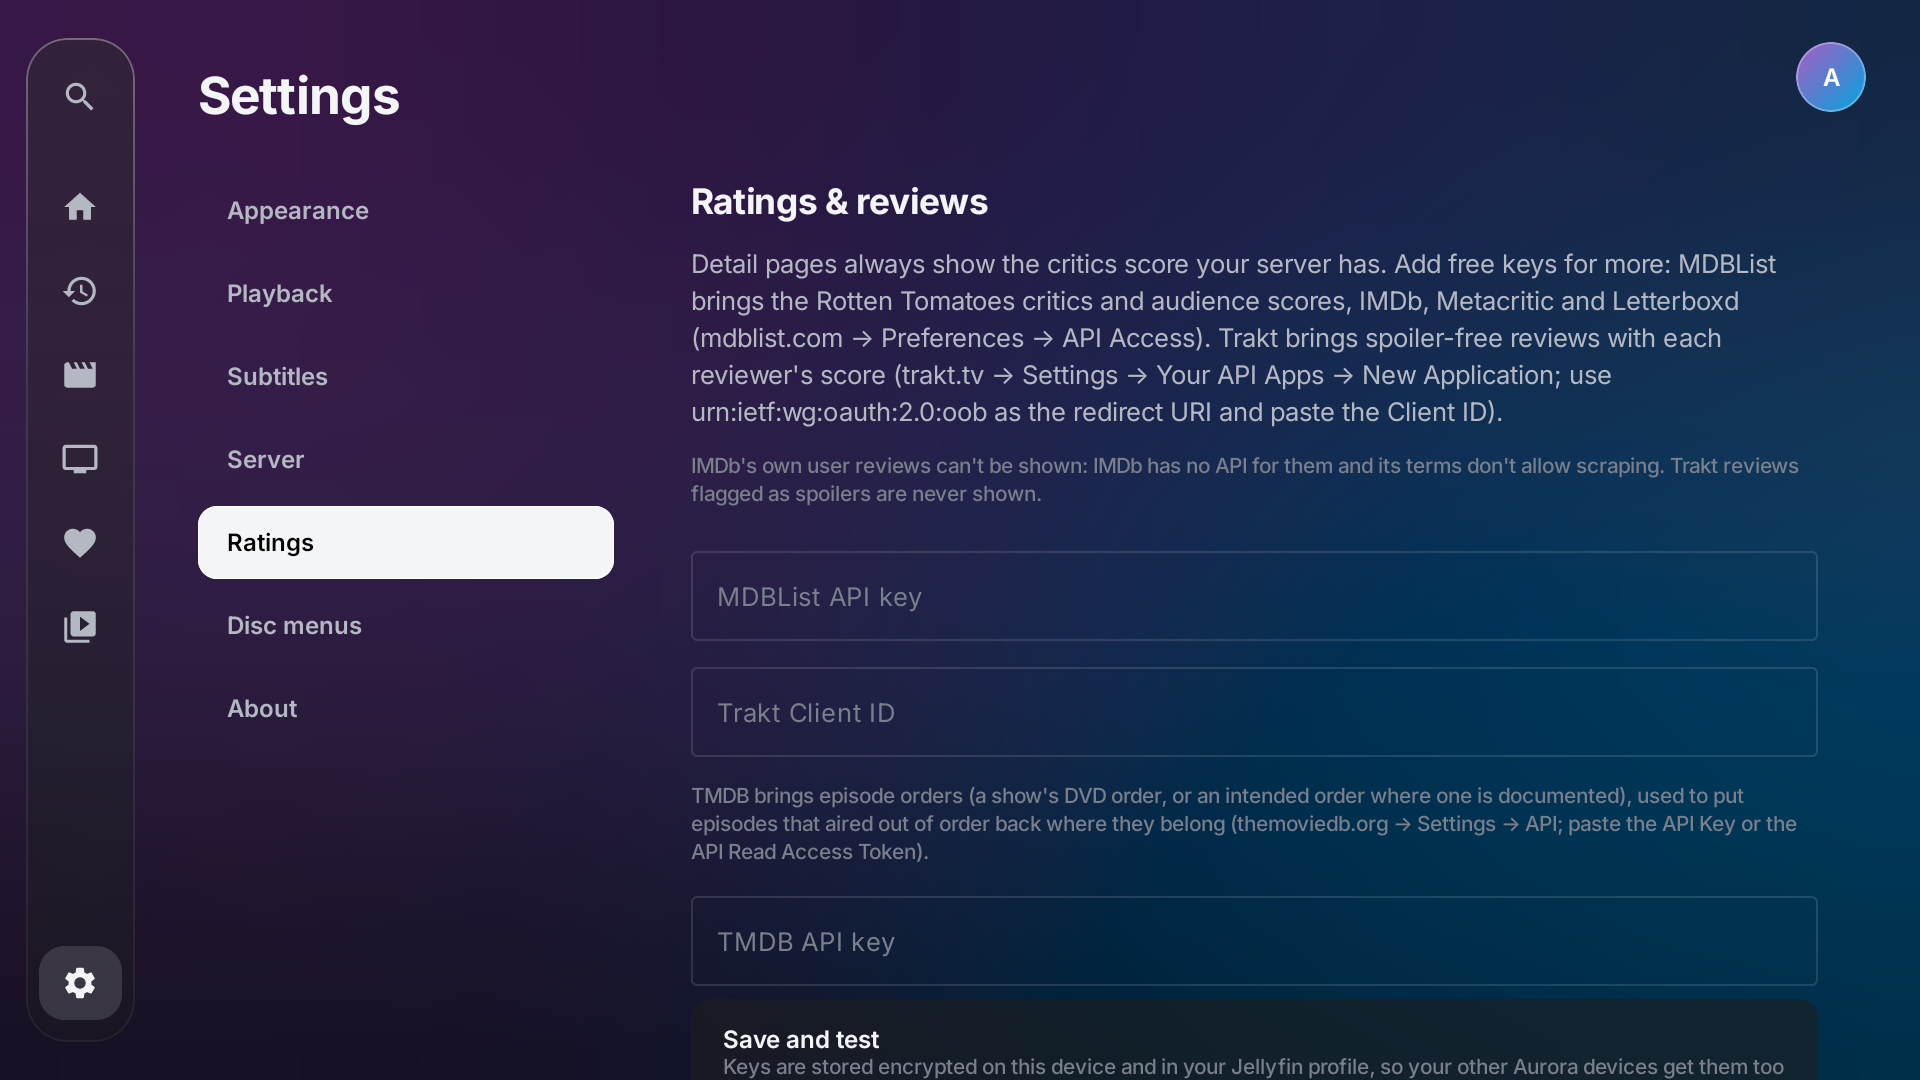 Settings
A
Appearance
Playback
Subtitles
Server
Ratings
Disc menus
About
Ratings & reviews
Detail pages always show the critics score your server has. Add free keys for more: MDBList
brings the Rotten Tomatoes critics and audience scores, IMDb, Metacritic and Letterboxd
(mdblist.com → Preferences → API Access). Trakt brings spoiler-free reviews with each
reviewer's score (trakt.tv → Settings → Your API Apps → New Application; use
urn:ietf:wg:oauth:2.0:oob as the redirect URI and paste the Client ID).
IMDb's own user reviews can't be shown: IMDb has no API for them and its terms don't allow scraping. Trakt reviews
flagged as spoilers are never shown.
MDBList API key
Trakt Client ID
TMDB brings episode orders (a show's DVD order, or an intended order where one is documented), used to put
episodes that aired out of order back where they belong (themoviedb.org → Settings → API; paste the API Key or the
API Read Access Token).
TMDB API key
Save and test
Keys are stored encrypted on this device and in your Jellyfin profile, so your other Aurora devices get them too